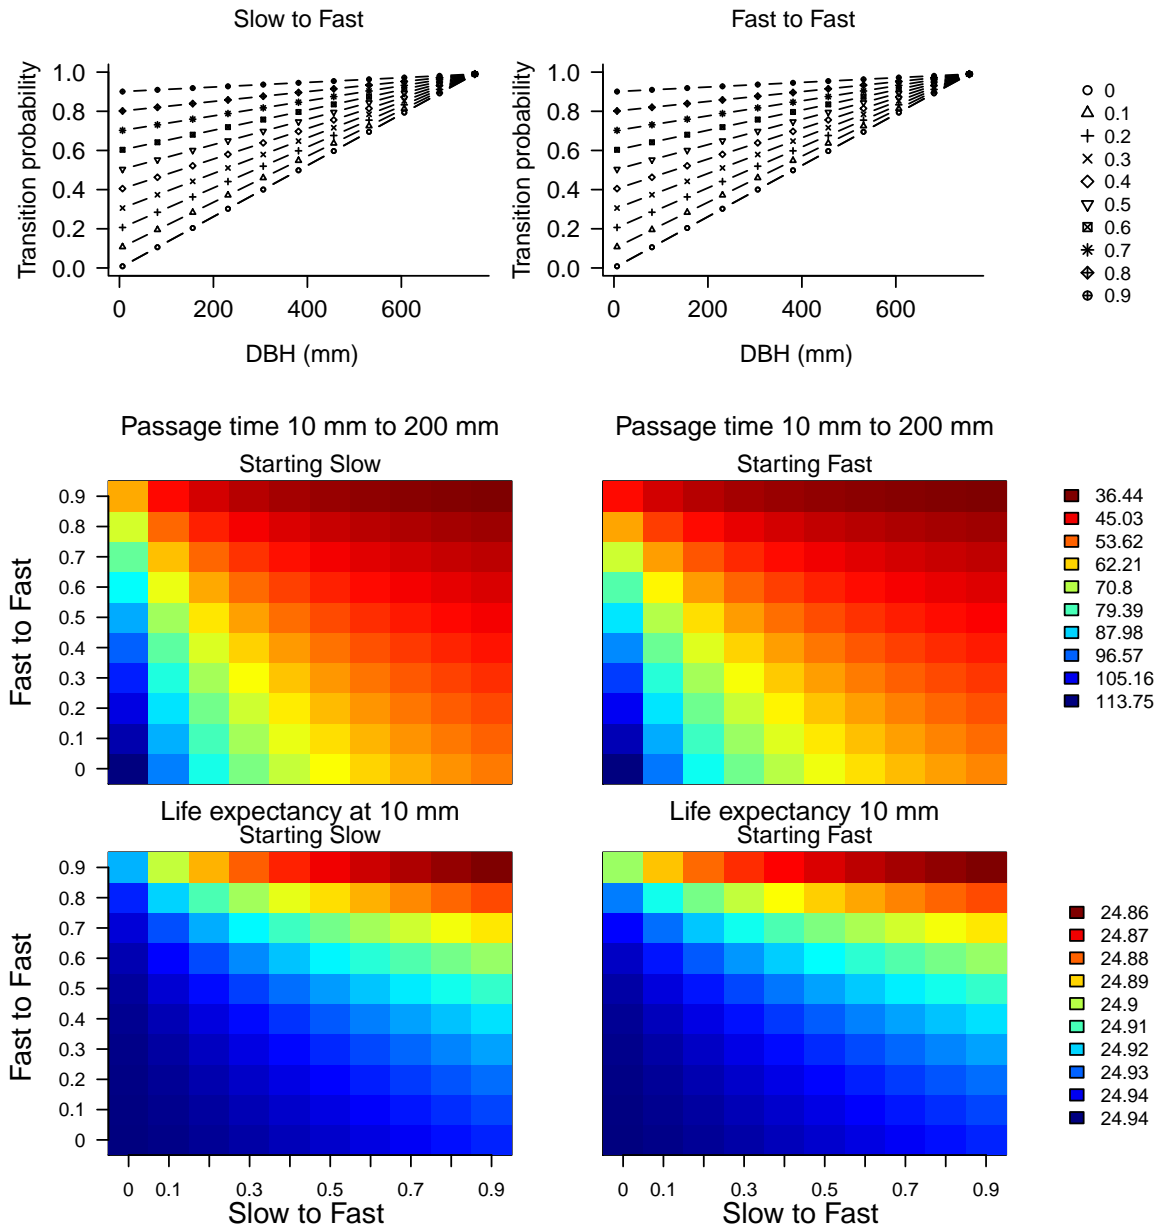 Slow to Fast
Fast to Fast
Transition probability
1.0
0.8
0.6
0.4
0.2
0.0
0 200 400 600
DBH (mm)
Transition probability
1.0
0.8
0.6
0.4
0.2
0.0
0 200 400 600
DBH (mm)
0
0.1
0.2
0.3
0.4
0.5
0.6
0.7
0.8
0.9
Passage time 10 mm to 200 mm
Starting Slow
Passage time 10 mm to 200 mm
Starting Fast
Fast to Fast
0.9
0.8
0.7
0.6
0.5
0.4
0.3
0.2
0.1
0
36.44
45.03
53.62
62.21
70.8
79.39
87.98
96.57
105.16
113.75
Life expectancy at 10 mm
Starting Slow
Life expectancy 10 mm
Starting Fast
Fast to Fast
0.9
0.8
0.7
0.6
0.5
0.4
0.3
0.2
0.1
0
0 0.1 0.3 0.5 0.7 0.9
Slow to Fast
0 0.1 0.3 0.5 0.7 0.9
Slow to Fast
24.86
24.87
24.88
24.89
24.9
24.91
24.92
24.93
24.94
24.94